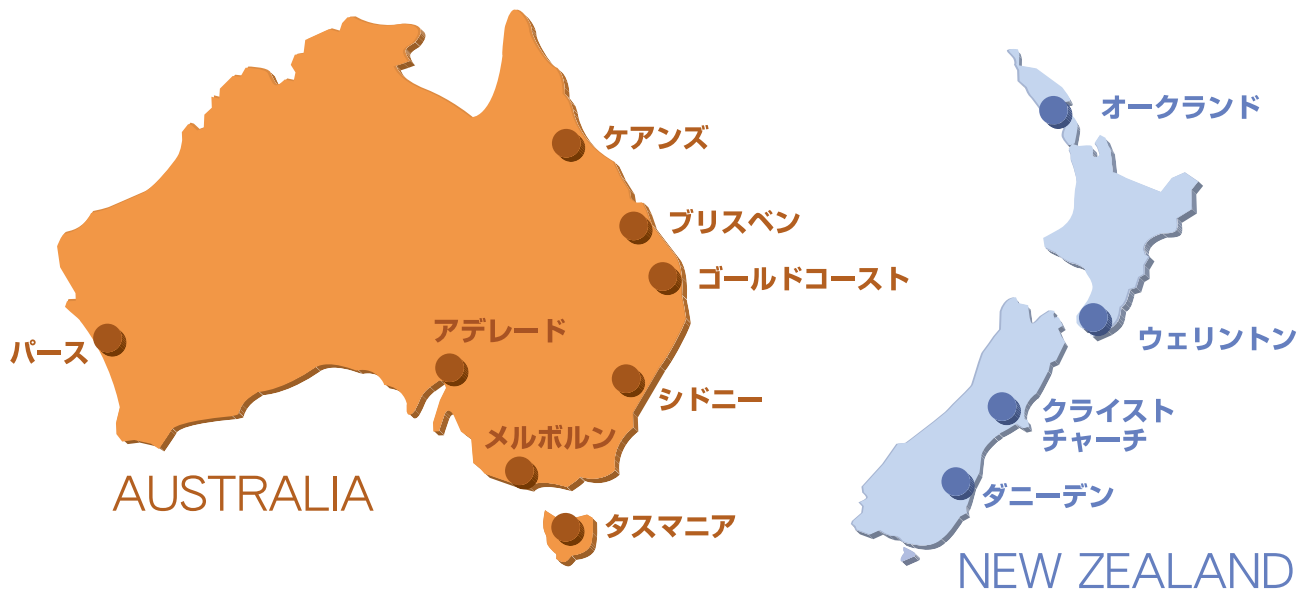 ケアンズ
ブリスベン
ゴールドコースト
アデレード
パース
シドニー
メルボルン
タスマニア
AUSTRALIA
オークランド
ウェリントン
クライスト
チャーチ
ダニーデン
NEW ZEALAND